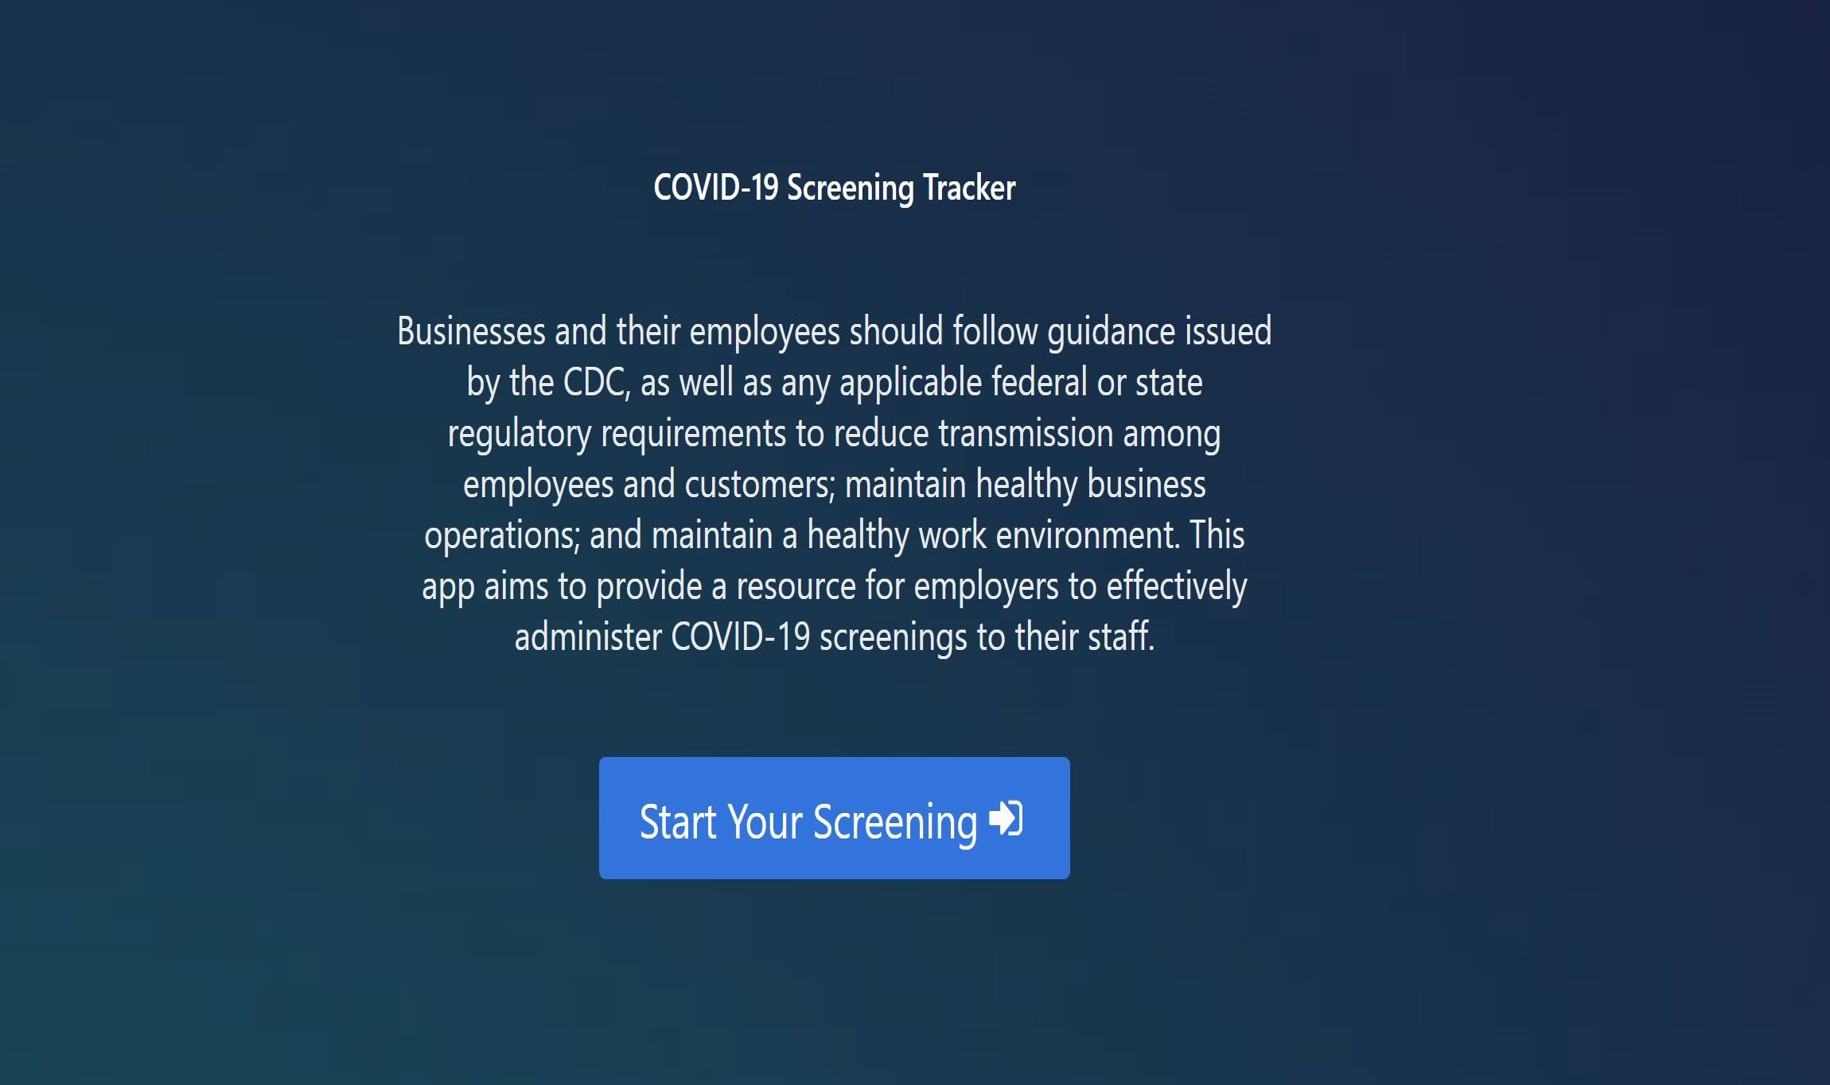 COVID-19 Screening Tracker
Businesses and their employees should follow guidance issued
by the CDC, as well as any applicable federal or state
regulatory requirements to reduce transmission among
employees and customers; maintain healthy business
operations; and maintain a healthy work environment. This
app aims to provide a resource for employers to effectively
administer COVID-19 screenings to their staff.
Start Your Screening